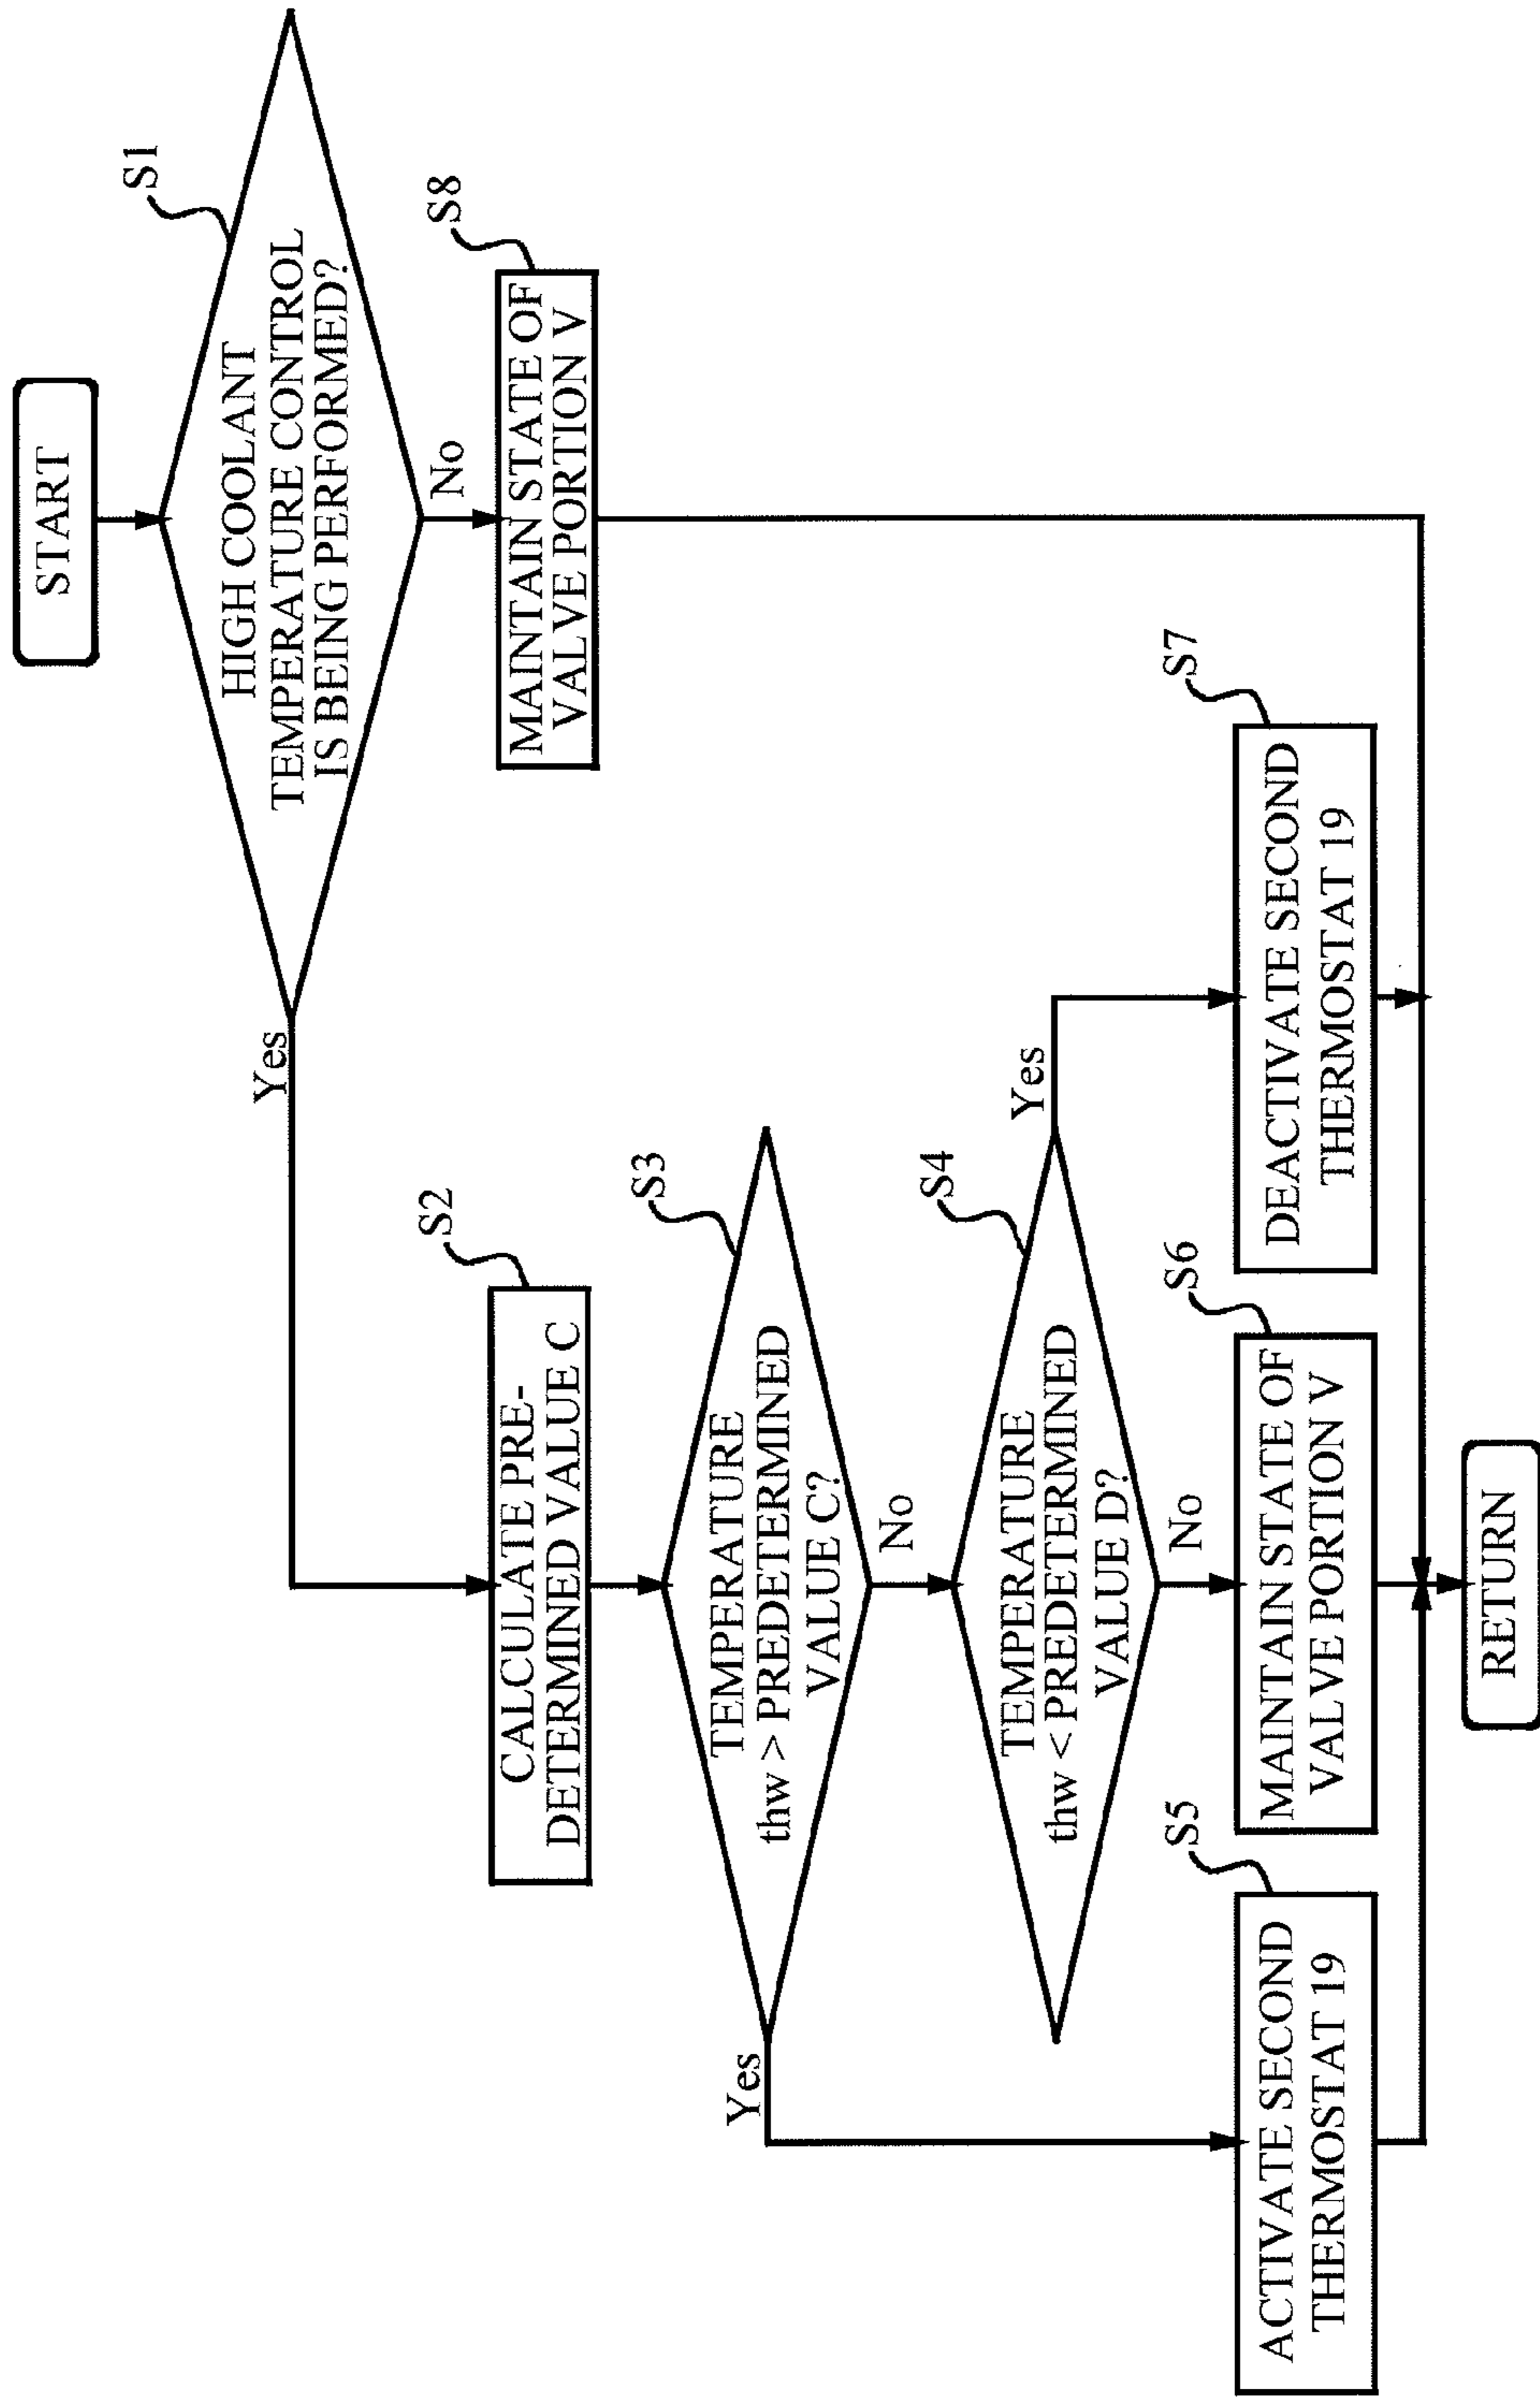 START
S1
HIGH COOLANT
TEMPERATURE CONTROL
IS BEING PERFORMED?
Yes
No
S8
MAINTAIN STATE OF
VALVE PORTION V
S2
CALCULATE PRE-
DETERMINED VALUE C
S3
TEMPERATURE
thw > PREDETERMINED
VALUE C?
Yes
No
S4
TEMPERATURE
thw < PREDETERMINED
VALUE D?
Yes
No
S5
ACTIVATE SECOND
THERMOSTAT 19
S6
MAINTAIN STATE OF
VALVE PORTION V
S7
DEACTIVATE SECOND
THERMOSTAT 19
RETURN